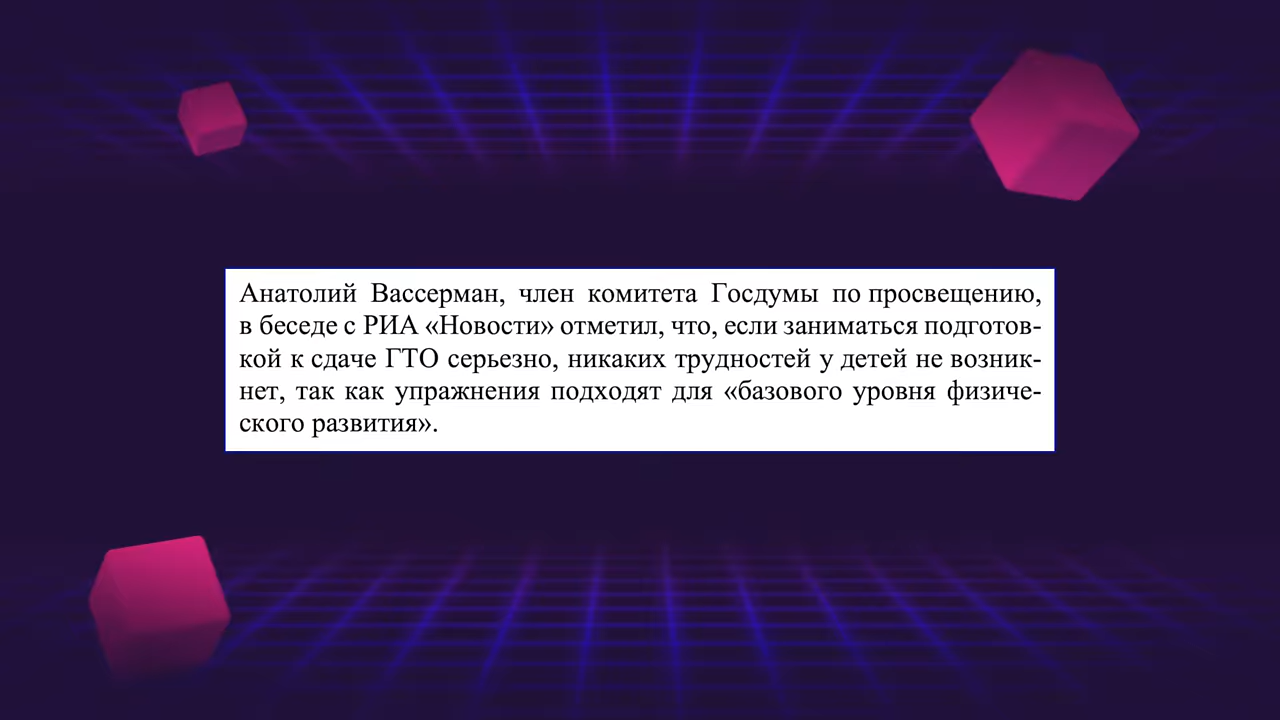 Анатолий Вассерман, член комитета Госдумы по просвещению,
в беседе с РИА «Новости» отметил, что, если заниматься подготов-
кой к сдаче ГТО серьезно, никаких трудностей у детей не возник-
нет, так как упражнения подходят для «базового уровня физиче-
ского развития».